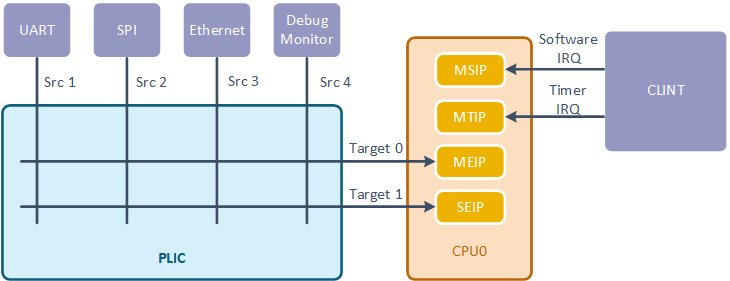 UART
SPI
Ethernet
Debug
Monitor
Src 1
Src 2
Src 3
Src 4
PLIC
Target 0
Target 1
MSIP
MTIP
MEIP
SEIP
CPU0
Software
IRQ
Timer
IRQ
CLINT